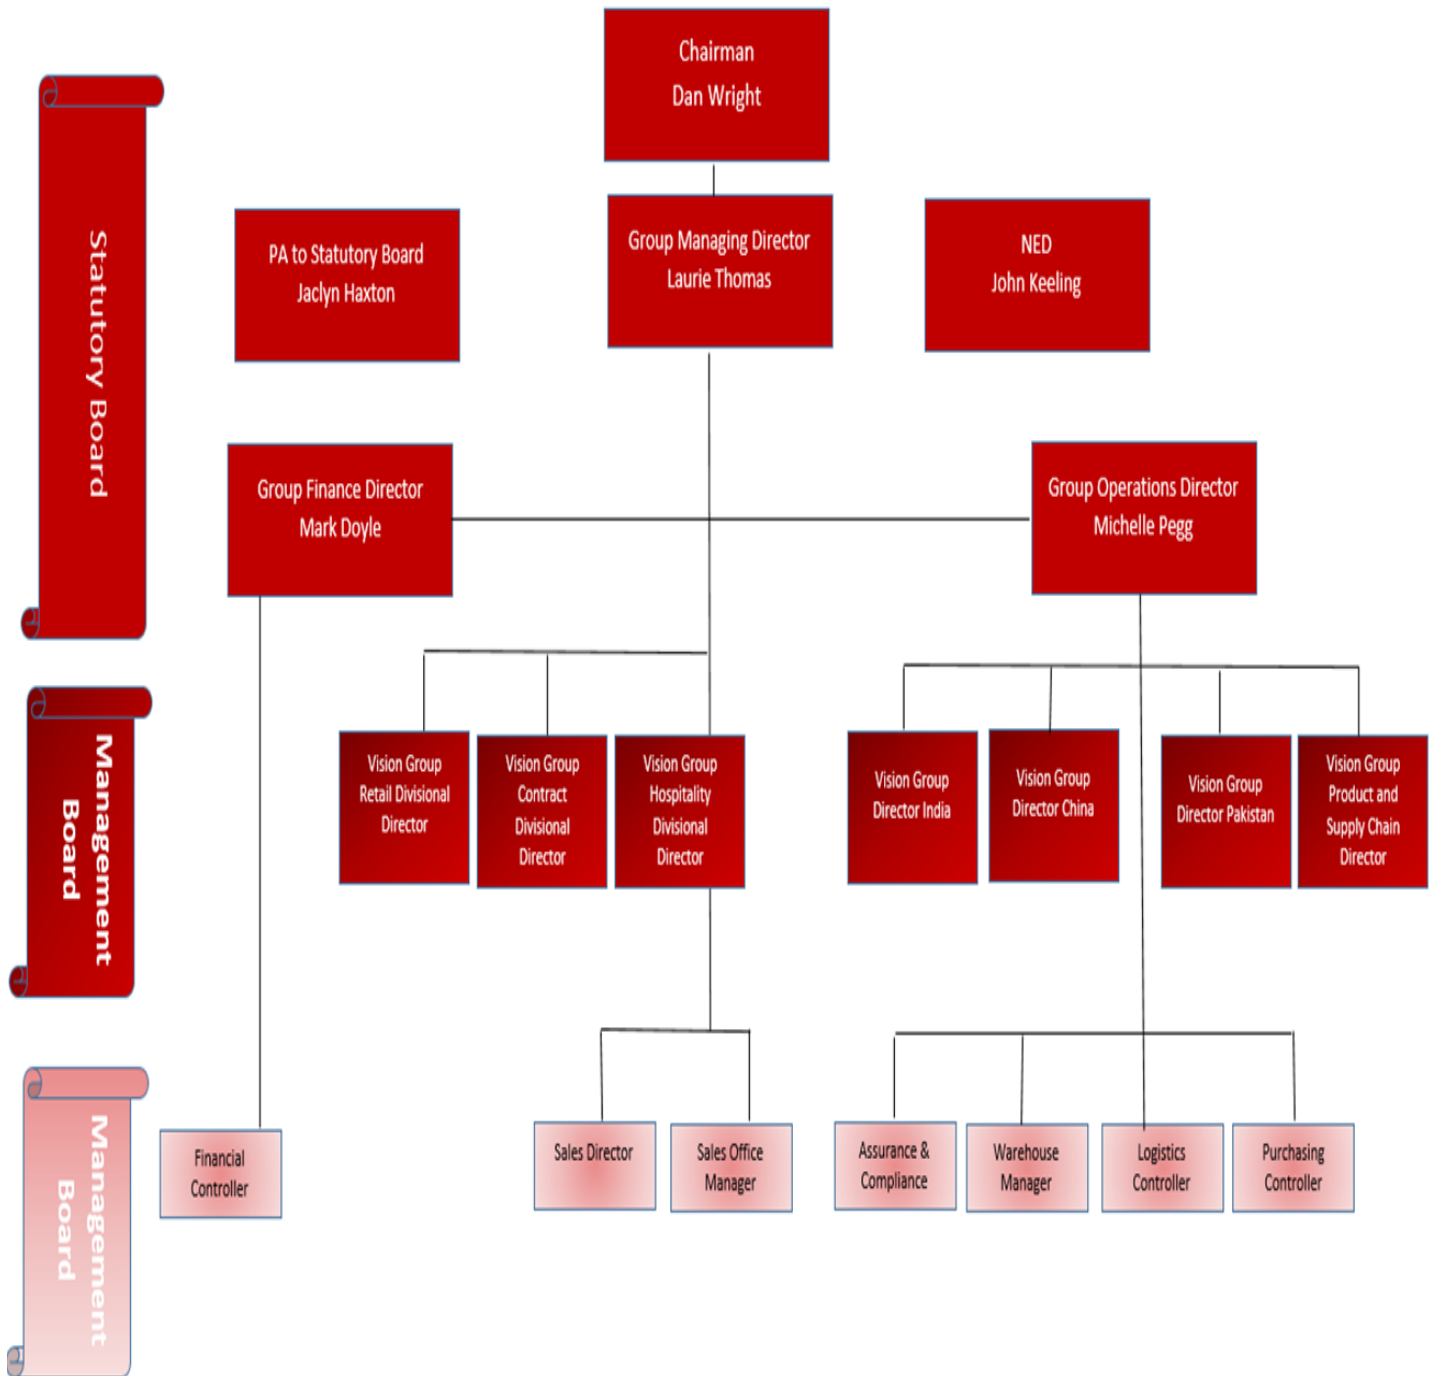 Chairman
Dan Wright
Statutory Board
PA to Statutory Board
Jaclyn Haxton
Group Managing Director
Laurie Thomas
NED
John Keeling
Group Finance Director
Mark Doyle
Group Operations Director
Michelle Pegg
Management
Board
Vision Group
Retail Divisional
Director
Vision Group
Contract
Divisional
Director
Vision Group
Hospitality
Divisional
Director
Vision Group
Director India
Vision Group
Director China
Vision Group
Director Pakistan
Vision Group
Product and
Supply Chain
Director
Management
Board
Financial
Controller
Sales Director
Sales Office
Manager
Assurance &
Compliance
Warehouse
Manager
Logistics
Controller
Purchasing
Controller